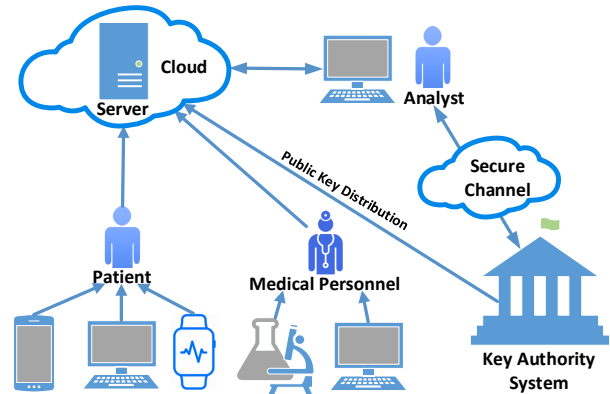 Cloud
Server
Analyst
Public Key Distribution
Secure
Channel
Patient
Medical Personnel
Key Authority
System